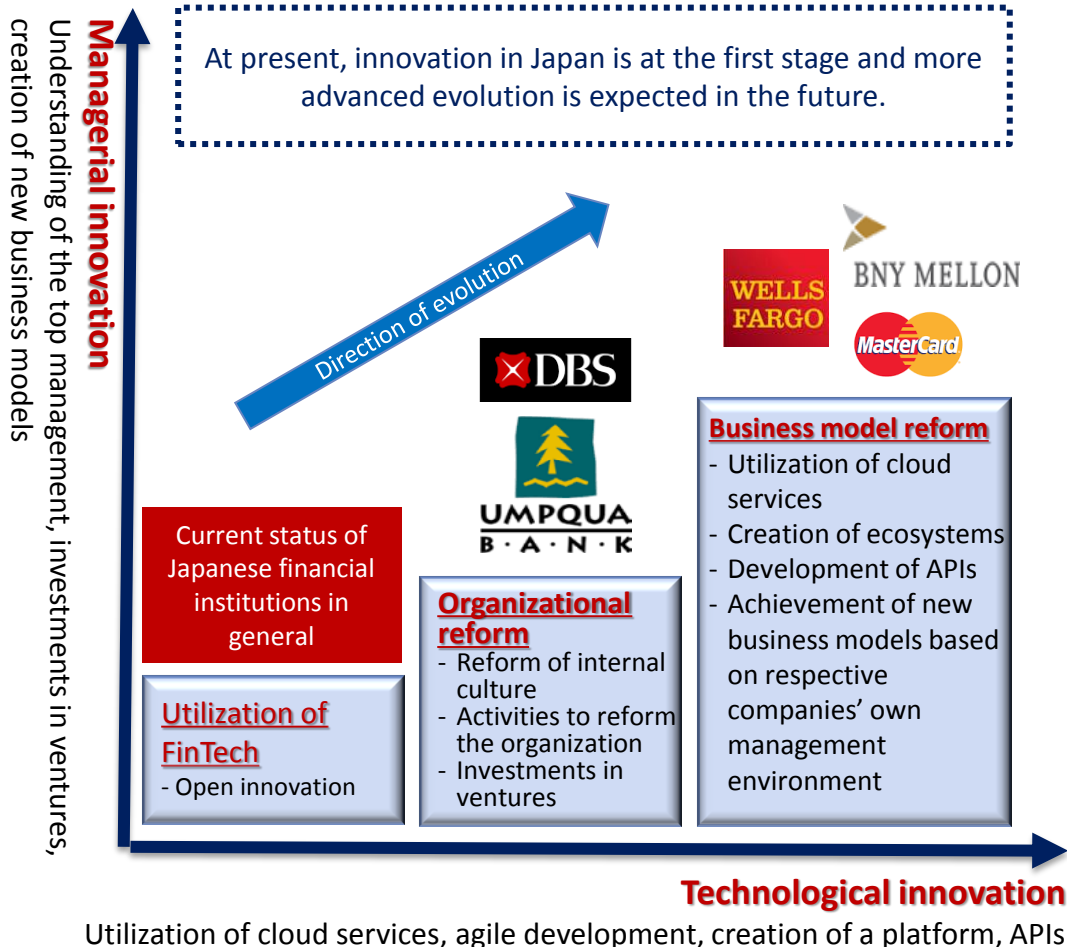 At present, innovation in Japan is at the first stage and more
advanced evolution is expected in the future.
Managerial innovation
Understanding of the top management, investments in ventures,
creation of new business models
Direction of evolution
DBS
UMPQUA
B·A·N·K
WELLS
FARGO
BNY MELLON
MasterCard
Current status of
Japanese financial
institutions in
general
Utilization of
FinTech
- Open innovation
Organizational
reform
- Reform of internal
culture
- Activities to reform
the organization
- Investments in
ventures
Business model reform
- Utilization of cloud
services
- Creation of ecosystems
- Development of APIs
- Achievement of new
business models based
on respective
companies’ own
management
environment
Technological innovation
Utilization of cloud services, agile development, creation of a platform, APIs